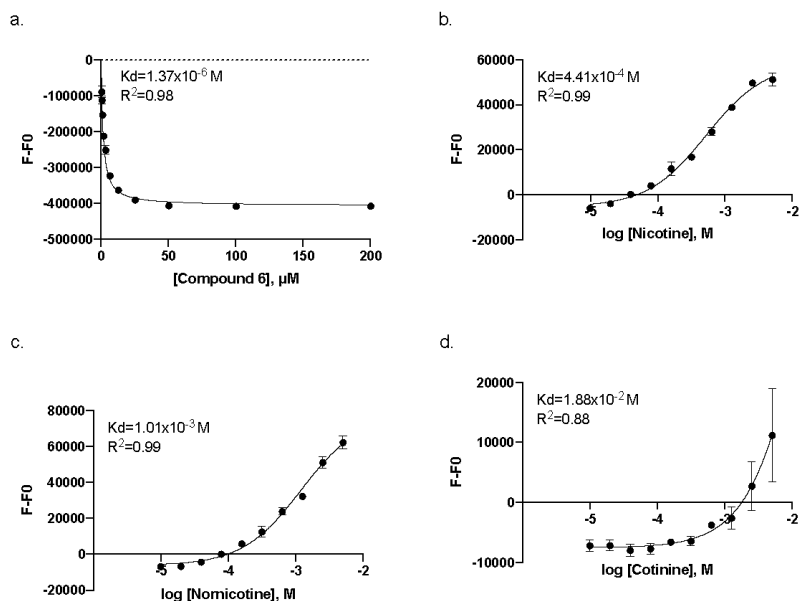 a.
0
-100000
-200000
-300000
-400000
-500000
F-F0
Kd=1.37x10-6 M
R2=0.98
0 50 100 150 200
[Compound 6], µM
b.
60000
40000
20000
0
-20000
F-F0
Kd=4.41x10-4 M
R2=0.99
-5 -4 -3 -2
log [Nicotine], M
c.
80000
60000
40000
20000
0
-20000
F-F0
Kd=1.01x10-3 M
R2=0.99
-5 -4 -3 -2
log [Nornicotine], M
d.
20000
10000
0
-10000
F-F0
Kd=1.88x10-2 M
R2=0.88
-5 -4 -3 -2
log [Cotinine], M